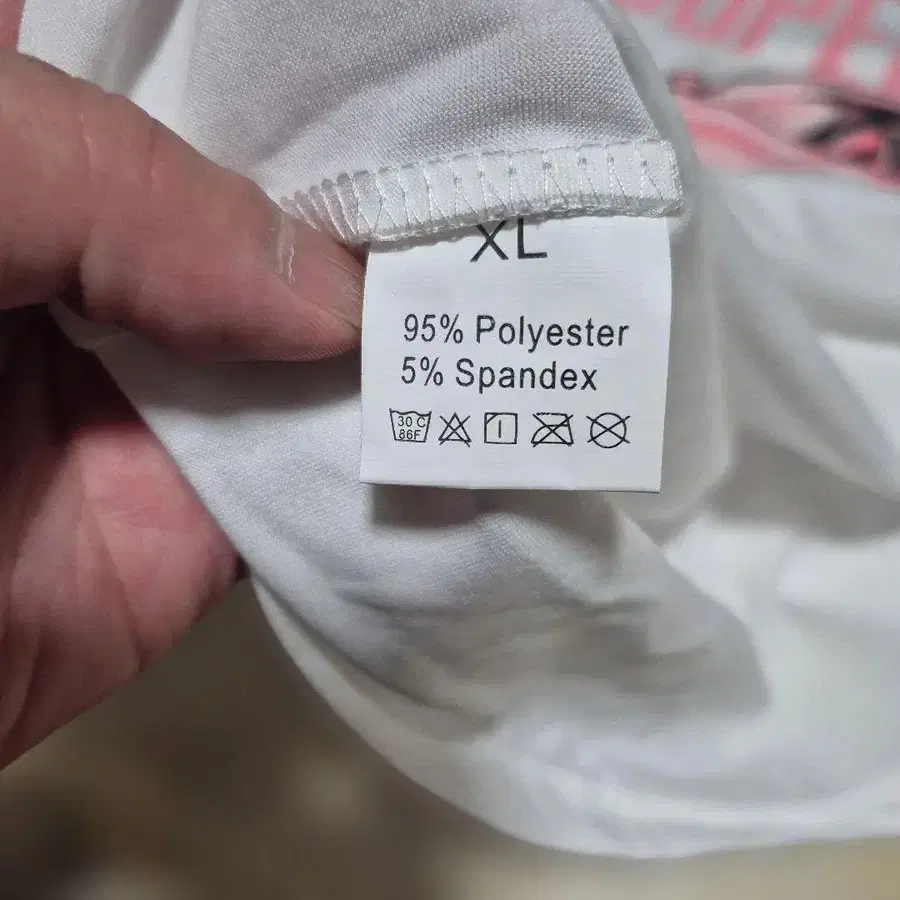 XL
95% Polyester
5% Spandex
30 C
86F